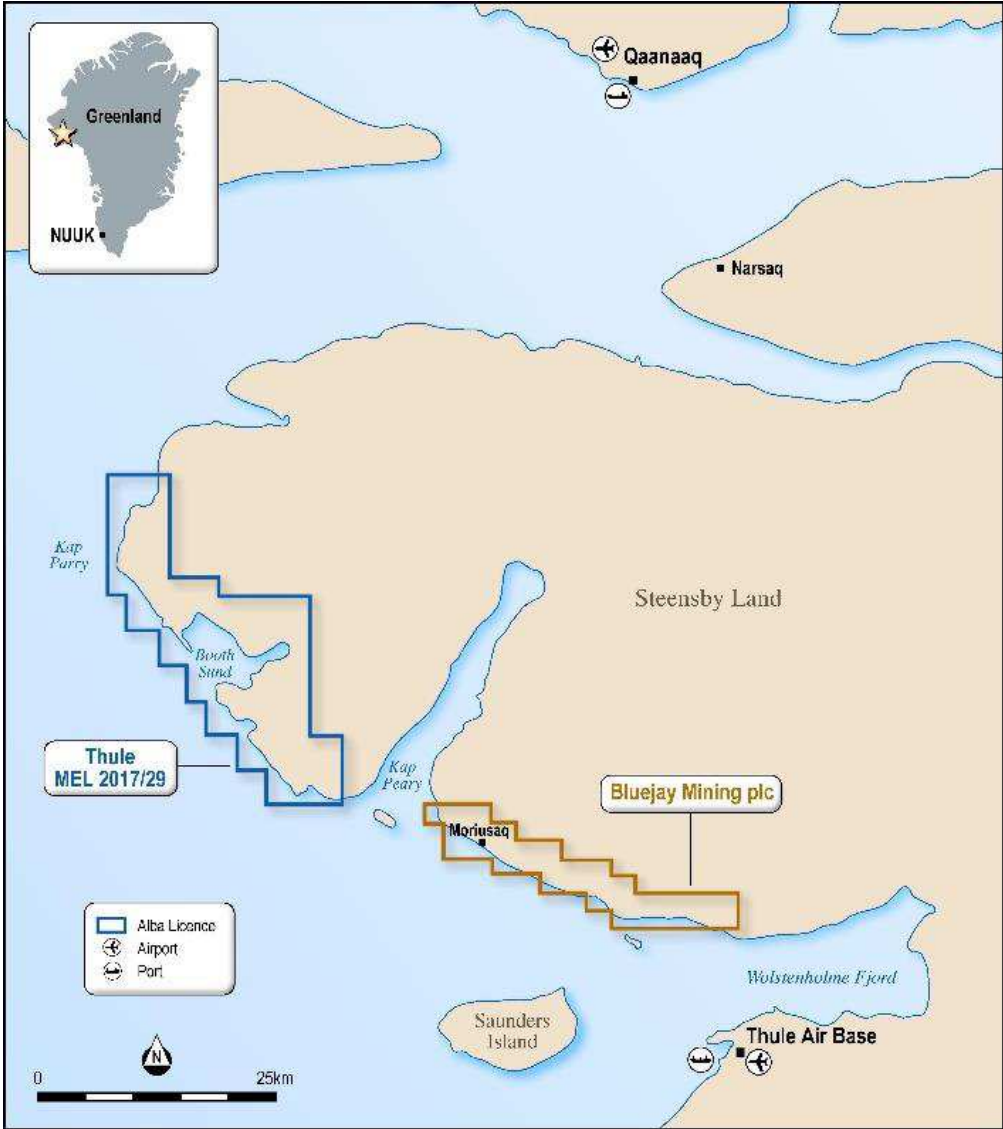 Qaanaaq
Greenland
NUUK
Narsaq
Kap
Parry
Steensby Land
Booth
Sund
Thule
MEL 2017/29
Kap
Peary
Bluejay Mining plc
Moriusaq
Alba Licence
Airport
Port
Wolstenholme Fjord
Saunders
Island
Thule Air Base
N
0
25km